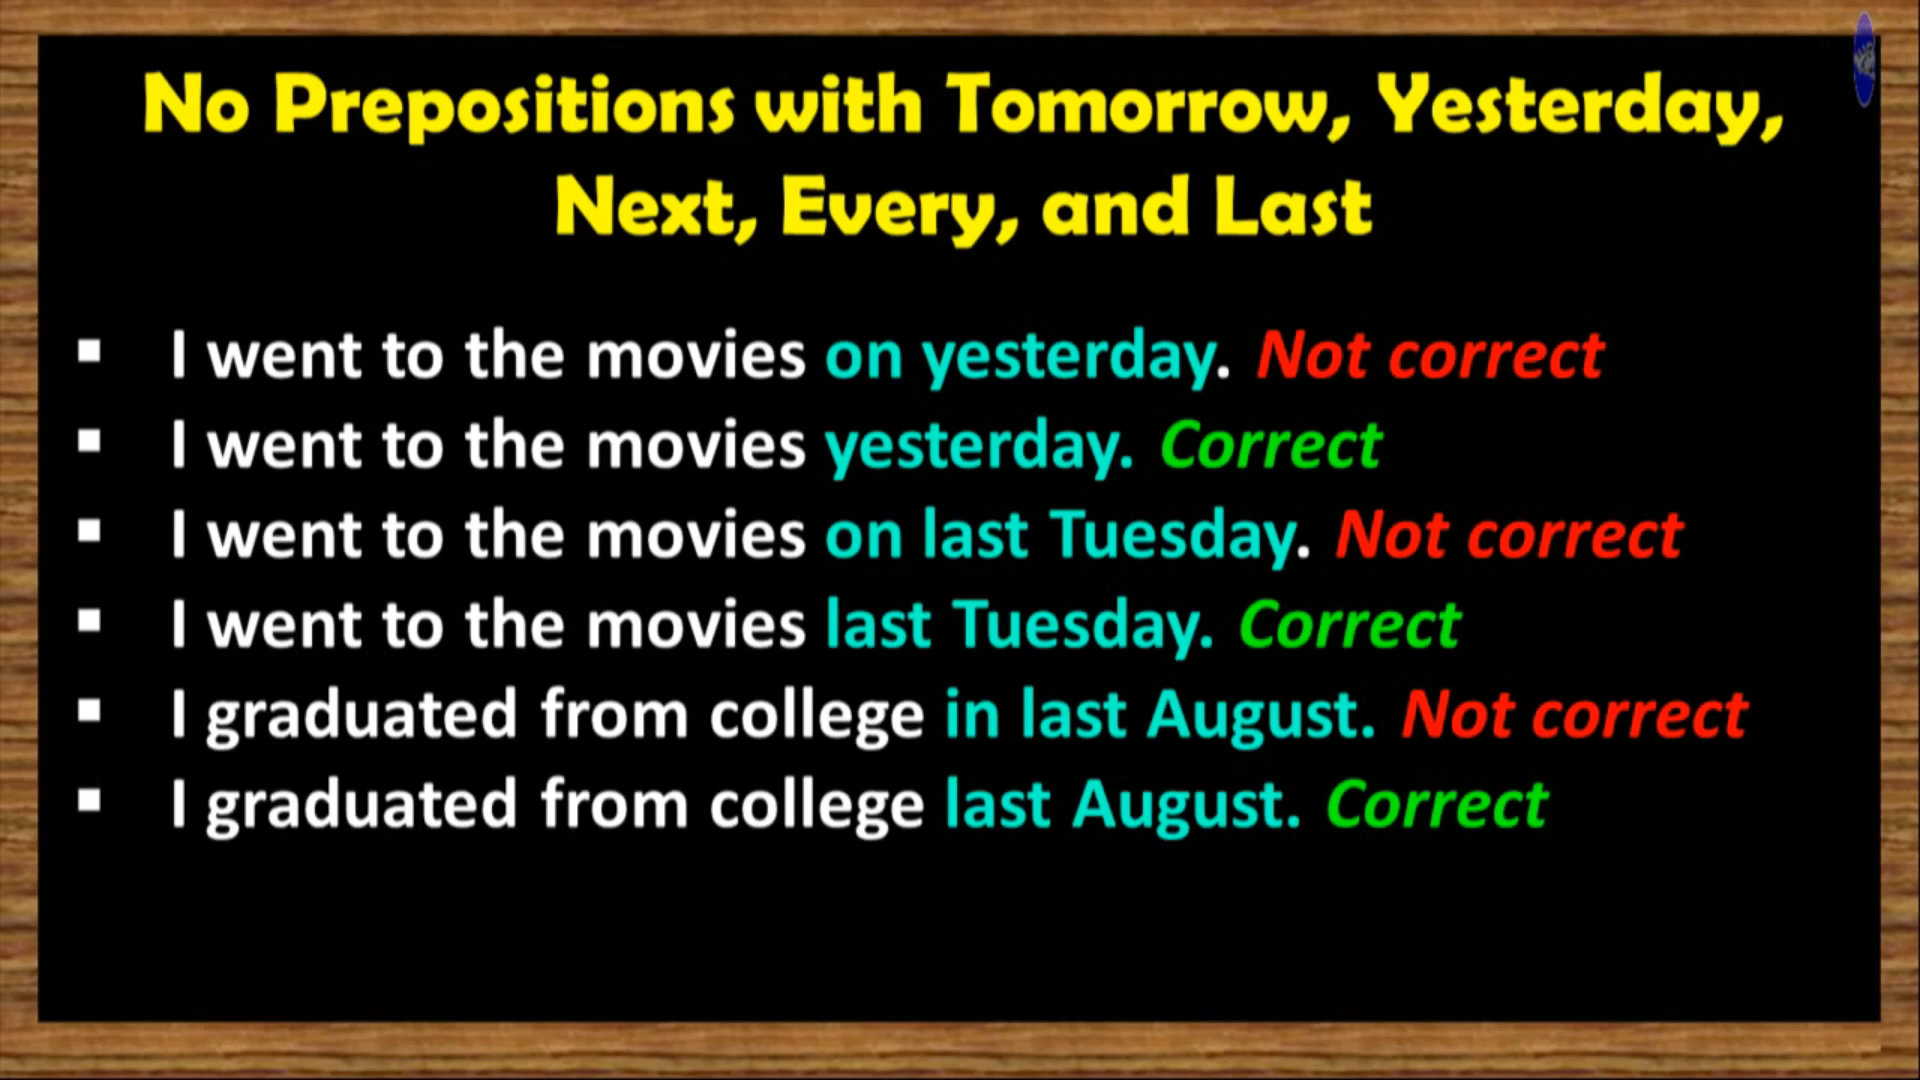 No Prepositions with Tomorrow, Yesterday,
Next, Every, and Last
▪ I went to the movies on yesterday. Not correct
▪ I went to the movies yesterday. Correct
▪ I went to the movies on last Tuesday. Not correct
▪ I went to the movies last Tuesday. Correct
▪ I graduated from college in last August. Not correct
▪ I graduated from college last August. Correct